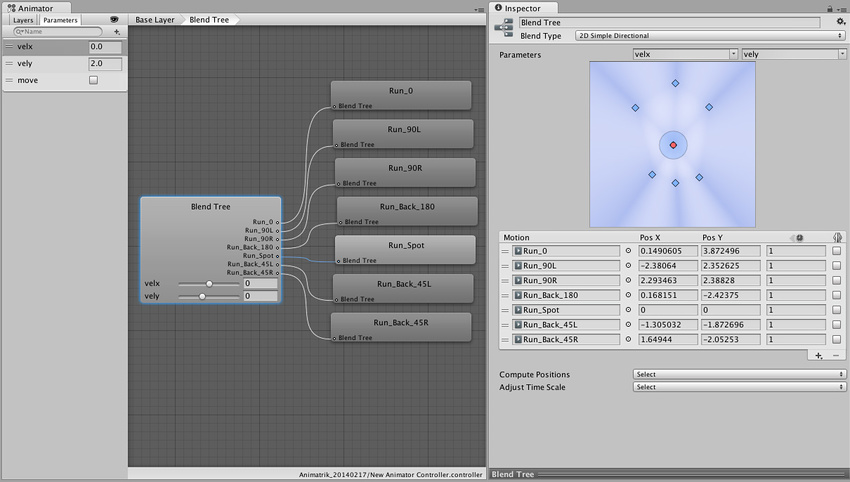 Animator
Layers Parameters
Name
velx 0.0
vely 2.0
move
Base Layer Blend Tree
Run_0
Blend Tree
Run_90L
Blend Tree
Run_90R
Blend Tree
Run_Back_180
Blend Tree
Run_Spot
Blend Tree
Run_Back_45L
Blend Tree
Run_Back_45R
Blend Tree
Blend Tree
Run_0
Run_90L
Run_90R
Run_Back_180
Run_Spot
Run_Back_45L
Run_Back_45R
velx 0
vely 0
Animatrik_20140217/New Animator Controller.controller
Inspector
Blend Tree
Blend Type 2D Simple Directional
Parameters velx vely
Motion Pos X Pos Y
Run_0 0.1490605 3.872496 1
Run_90L -2.38064 2.352625 1
Run_90R 2.293463 2.38828 1
Run_Back_180 0.168151 -2.42375 1
Run_Spot 0 0 1
Run_Back_45L -1.305032 -1.872696 1
Run_Back_45R 1.64944 -2.05253 1
Compute Positions Select
Adjust Time Scale Select
Blend Tree